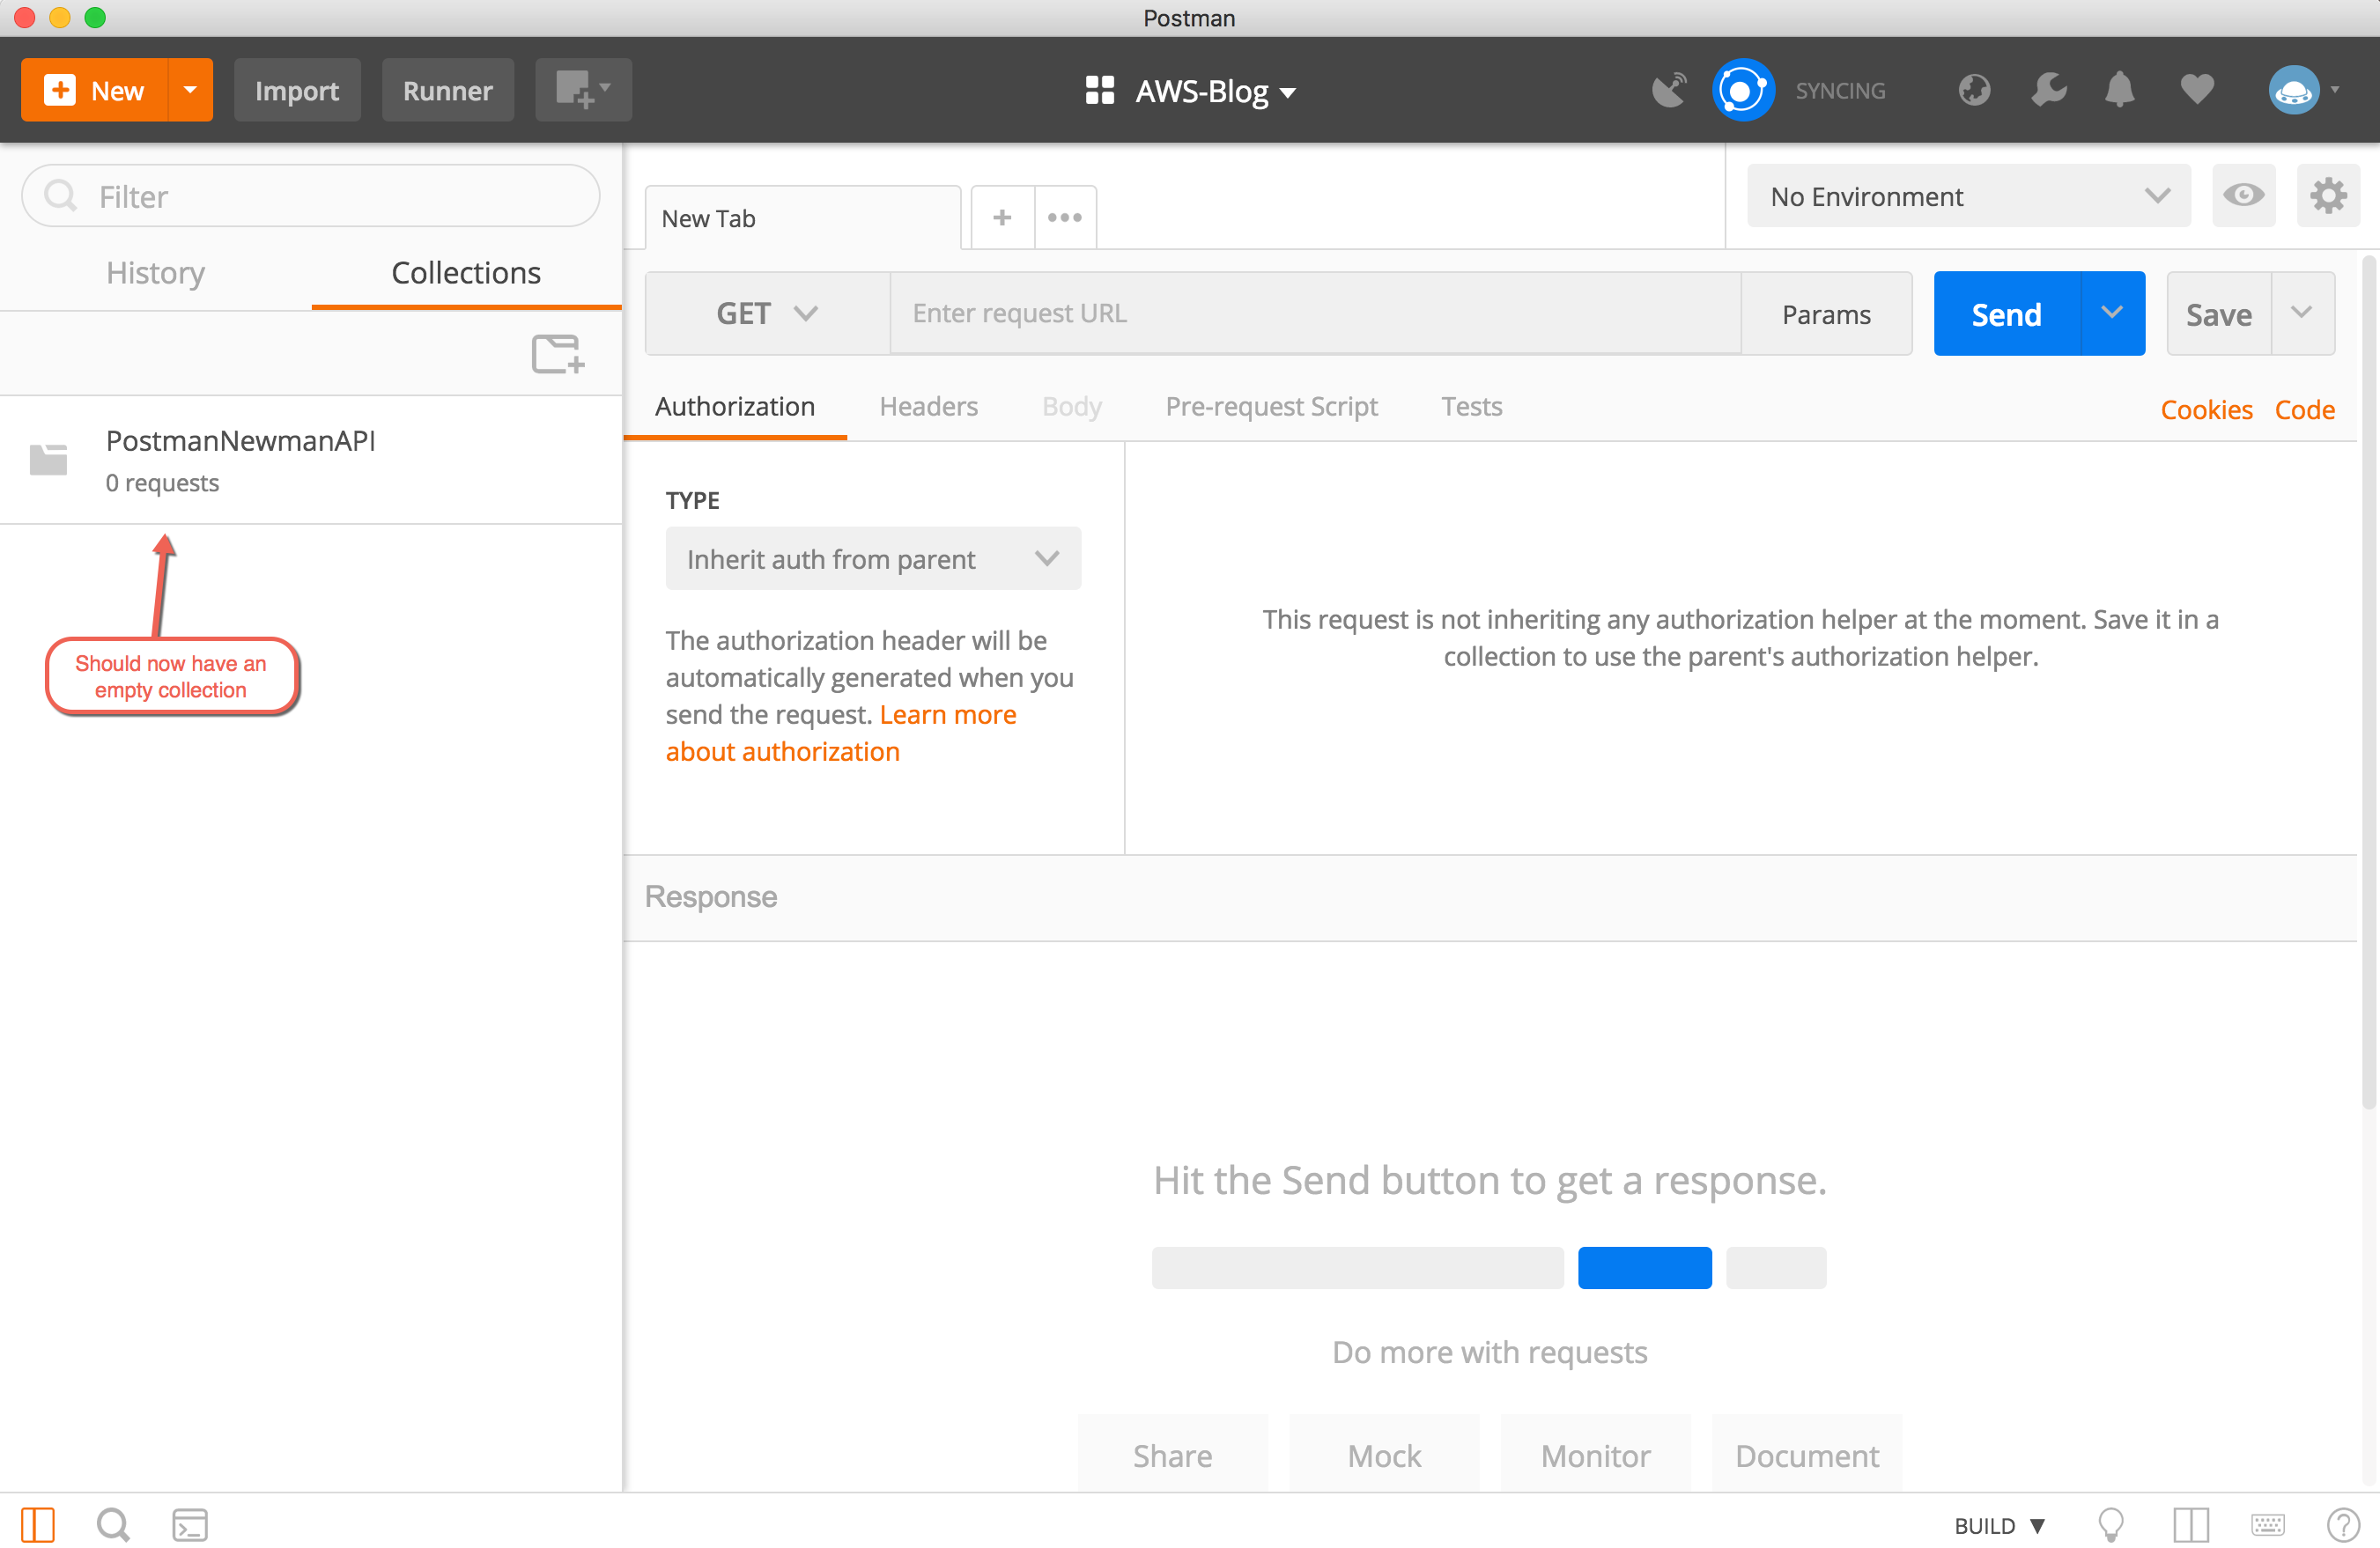 Postman
New
Import
Runner
AWS-Blog
SYNCING
Filter
History
Collections
PostmanNewmanAPI
0 requests
Should now have an
empty collection
New Tab
No Environment
GET
Enter request URL
Params
Send
Save
Authorization
Headers
Body
Pre-request Script
Tests
Cookies
Code
TYPE
Inherit auth from parent
The authorization header will be
automatically generated when you
send the request. Learn more
about authorization
This request is not inheriting any authorization helper at the moment. Save it in a
collection to use the parent's authorization helper.
Response
Hit the Send button to get a response.
Do more with requests
Share
Mock
Monitor
Document
BUILD